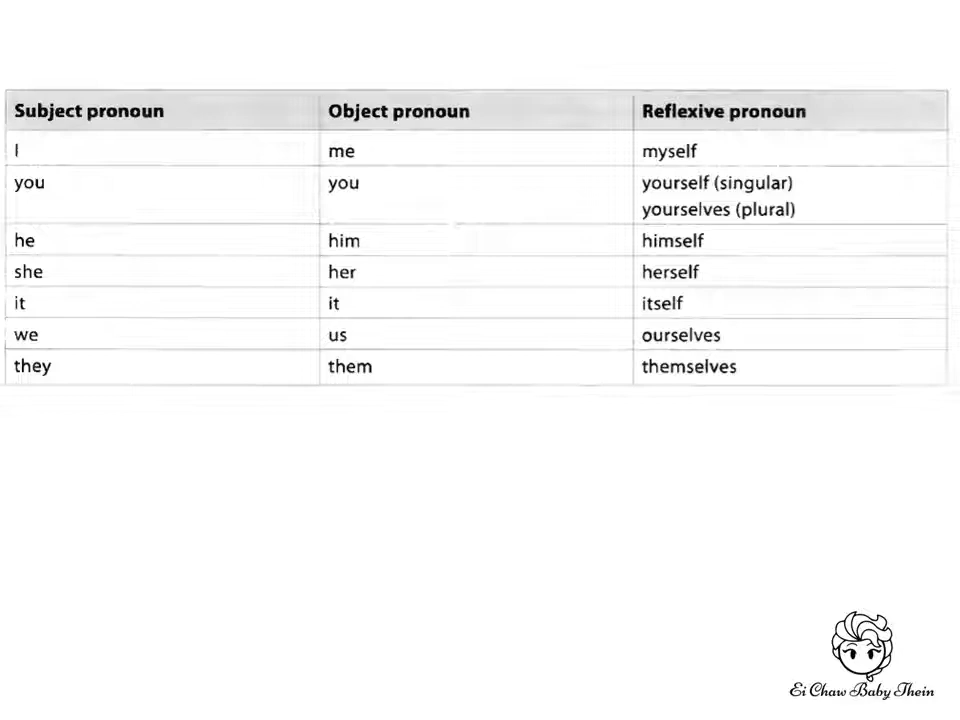 Subject pronoun Object pronoun Reflexive pronoun
I me myself
you you yourself (singular)
yourselves (plural)
he him himself
she her herself
it it itself
we us ourselves
they them themselves
Ei Chaw Baby Thein